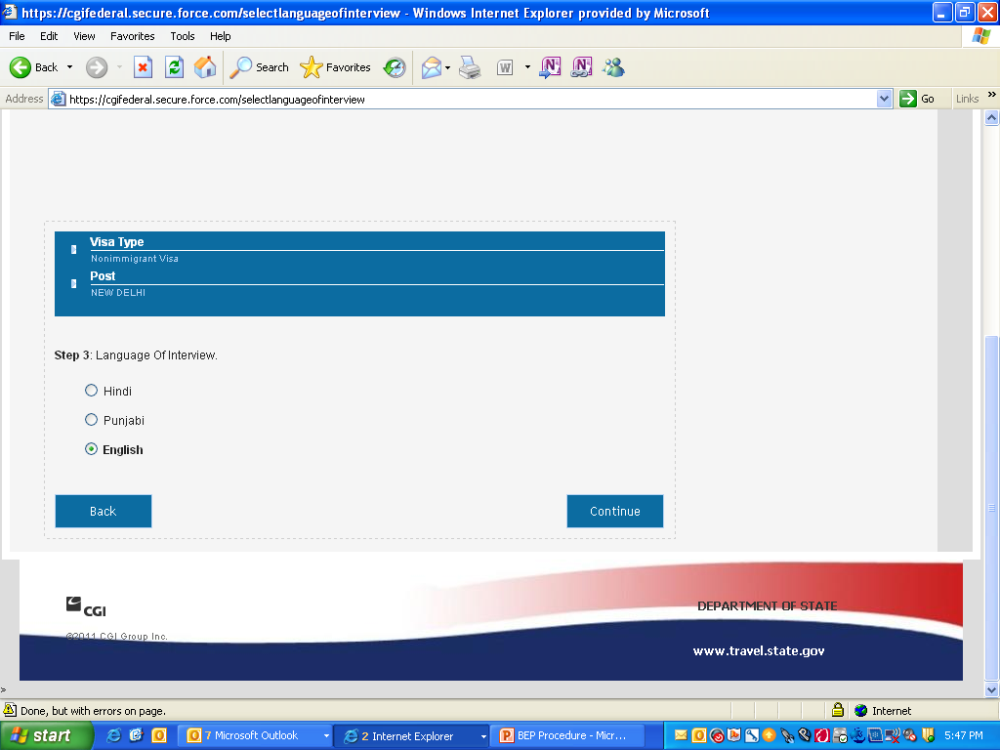 https://cgifederal.secure.force.com/selectlanguageofinterview - Windows Internet Explorer provided by Microsoft
File Edit View Favorites Tools Help
Back Search Favorites
Address https://cgifederal.secure.force.com/selectlanguageofinterview Go Links »
Visa Type
Nonimmigrant Visa
Post
NEW DELHI
Step 3: Language Of Interview.
Hindi
Punjabi
English
Back Continue
CGI DEPARTMENT OF STATE
©2011 CGI Group Inc.
www.travel.state.gov
>
Done, but with errors on page. Internet
start 7 Microsoft Outlook 2 Internet Explorer BEP Procedure - Micr... 5:47 PM